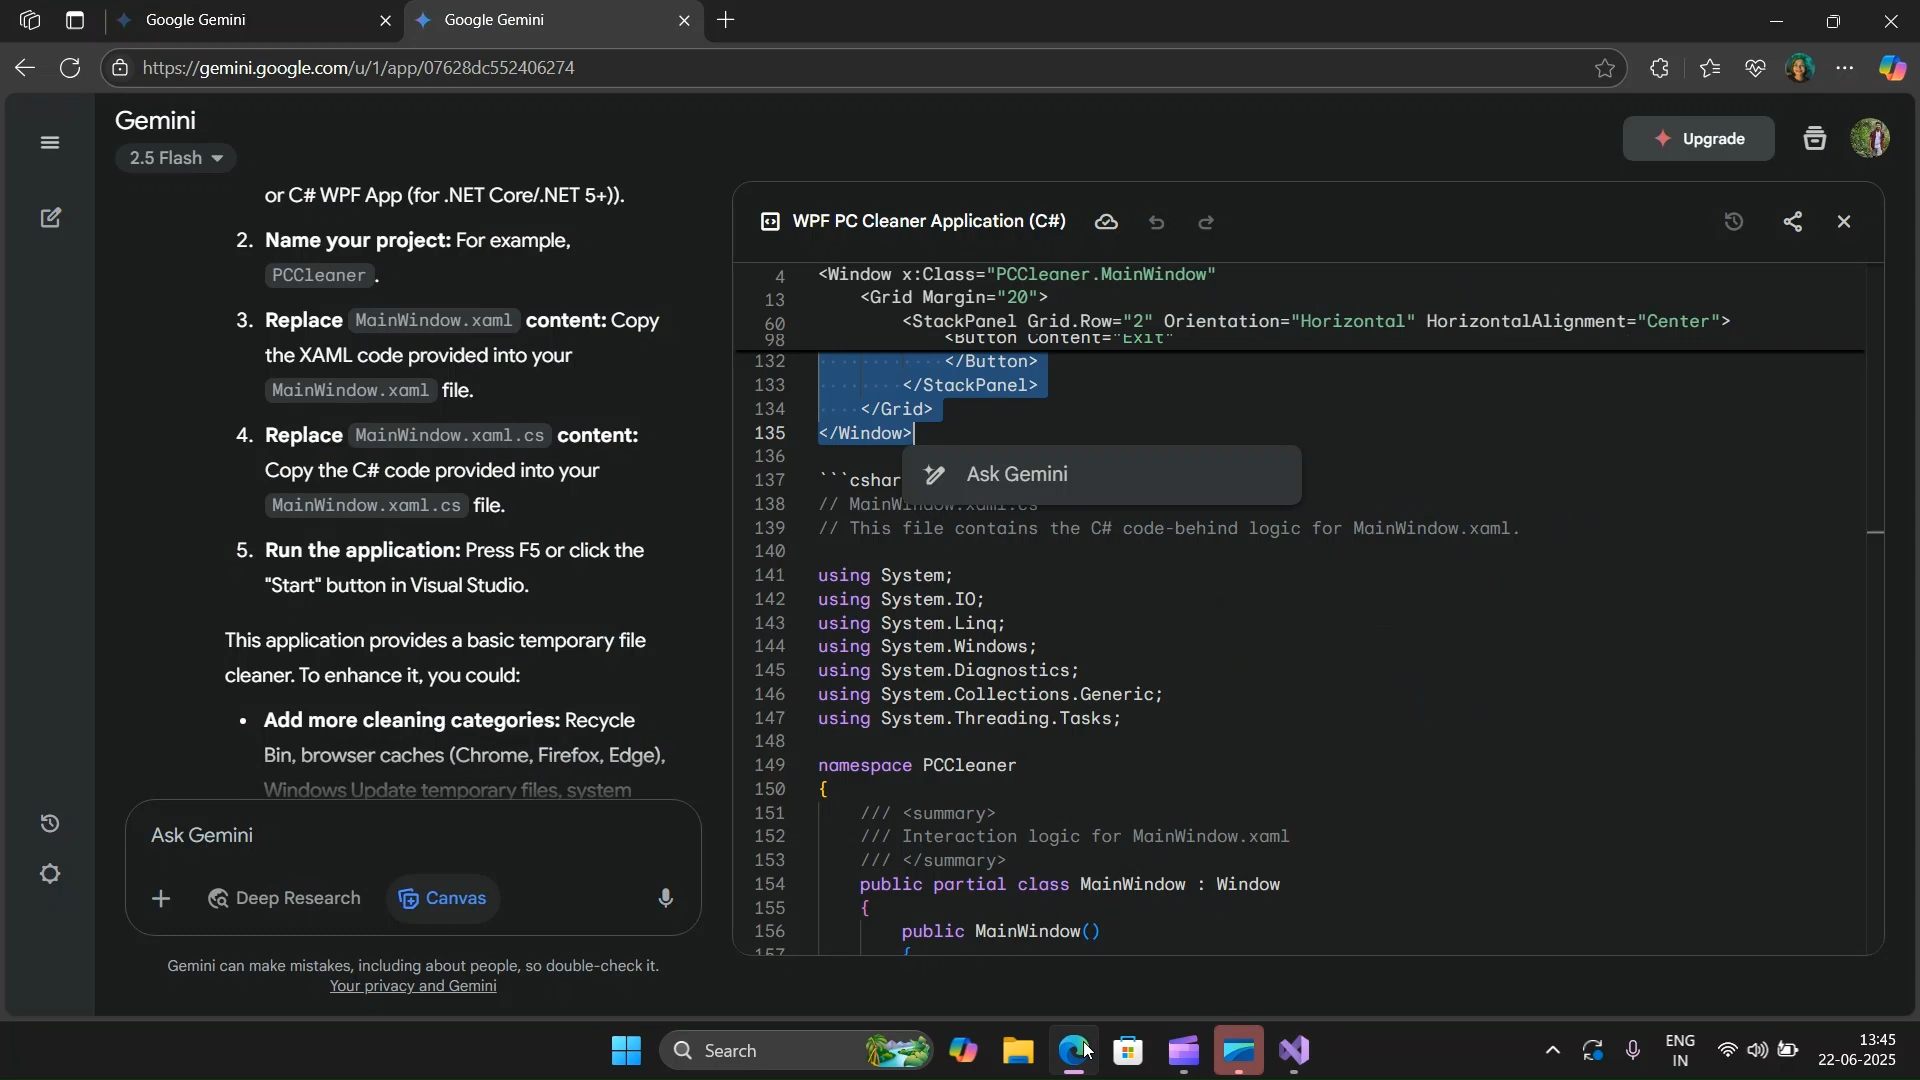 Google Gemini
Google Gemini
https://gemini.google.com/u/1/app/07628dc552406274
Gemini
2.5 Flash
Upgrade
or C# WPF App (for .NET Core/.NET 5+)).
2. Name your project: For example,
PCCleaner .
3. Replace MainWindow.xaml content: Copy
the XAML code provided into your
MainWindow.xaml file.
4. Replace MainWindow.xaml.cs content:
Copy the C# code provided into your
MainWindow.xaml.cs file.
5. Run the application: Press F5 or click the
"Start" button in Visual Studio.
This application provides a basic temporary file
cleaner. To enhance it, you could:
• Add more cleaning categories: Recycle
Bin, browser caches (Chrome, Firefox, Edge),
Windows Update temporary files, system
Ask Gemini
Deep Research
Canvas
Gemini can make mistakes, including about people, so double-check it.
Your privacy and Gemini
WPF PC Cleaner Application (C#)
4 <Window x:Class="PCCleaner.MainWindow"
13 <Grid Margin="20">
60 <StackPanel Grid.Row="2" Orientation="Horizontal" HorizontalAlignment="Center">
98 <Button Content="Exit"
132 </Button>
133 </StackPanel>
134 </Grid>
135 </Window>
136
Ask Gemini
137 ```cshar
138 // MainWindow.xaml.cs
139 // This file contains the C# code-behind logic for MainWindow.xaml.
140
141 using System;
142 using System.IO;
143 using System.Linq;
144 using System.Windows;
145 using System.Diagnostics;
146 using System.Collections.Generic;
147 using System.Threading.Tasks;
148
149 namespace PCCleaner
150 {
151 /// <summary>
152 /// Interaction logic for MainWindow.xaml
153 /// </summary>
154 public partial class MainWindow : Window
155 {
156 public MainWindow()
157 {
Search
ENG
IN
13:45
22-06-2025